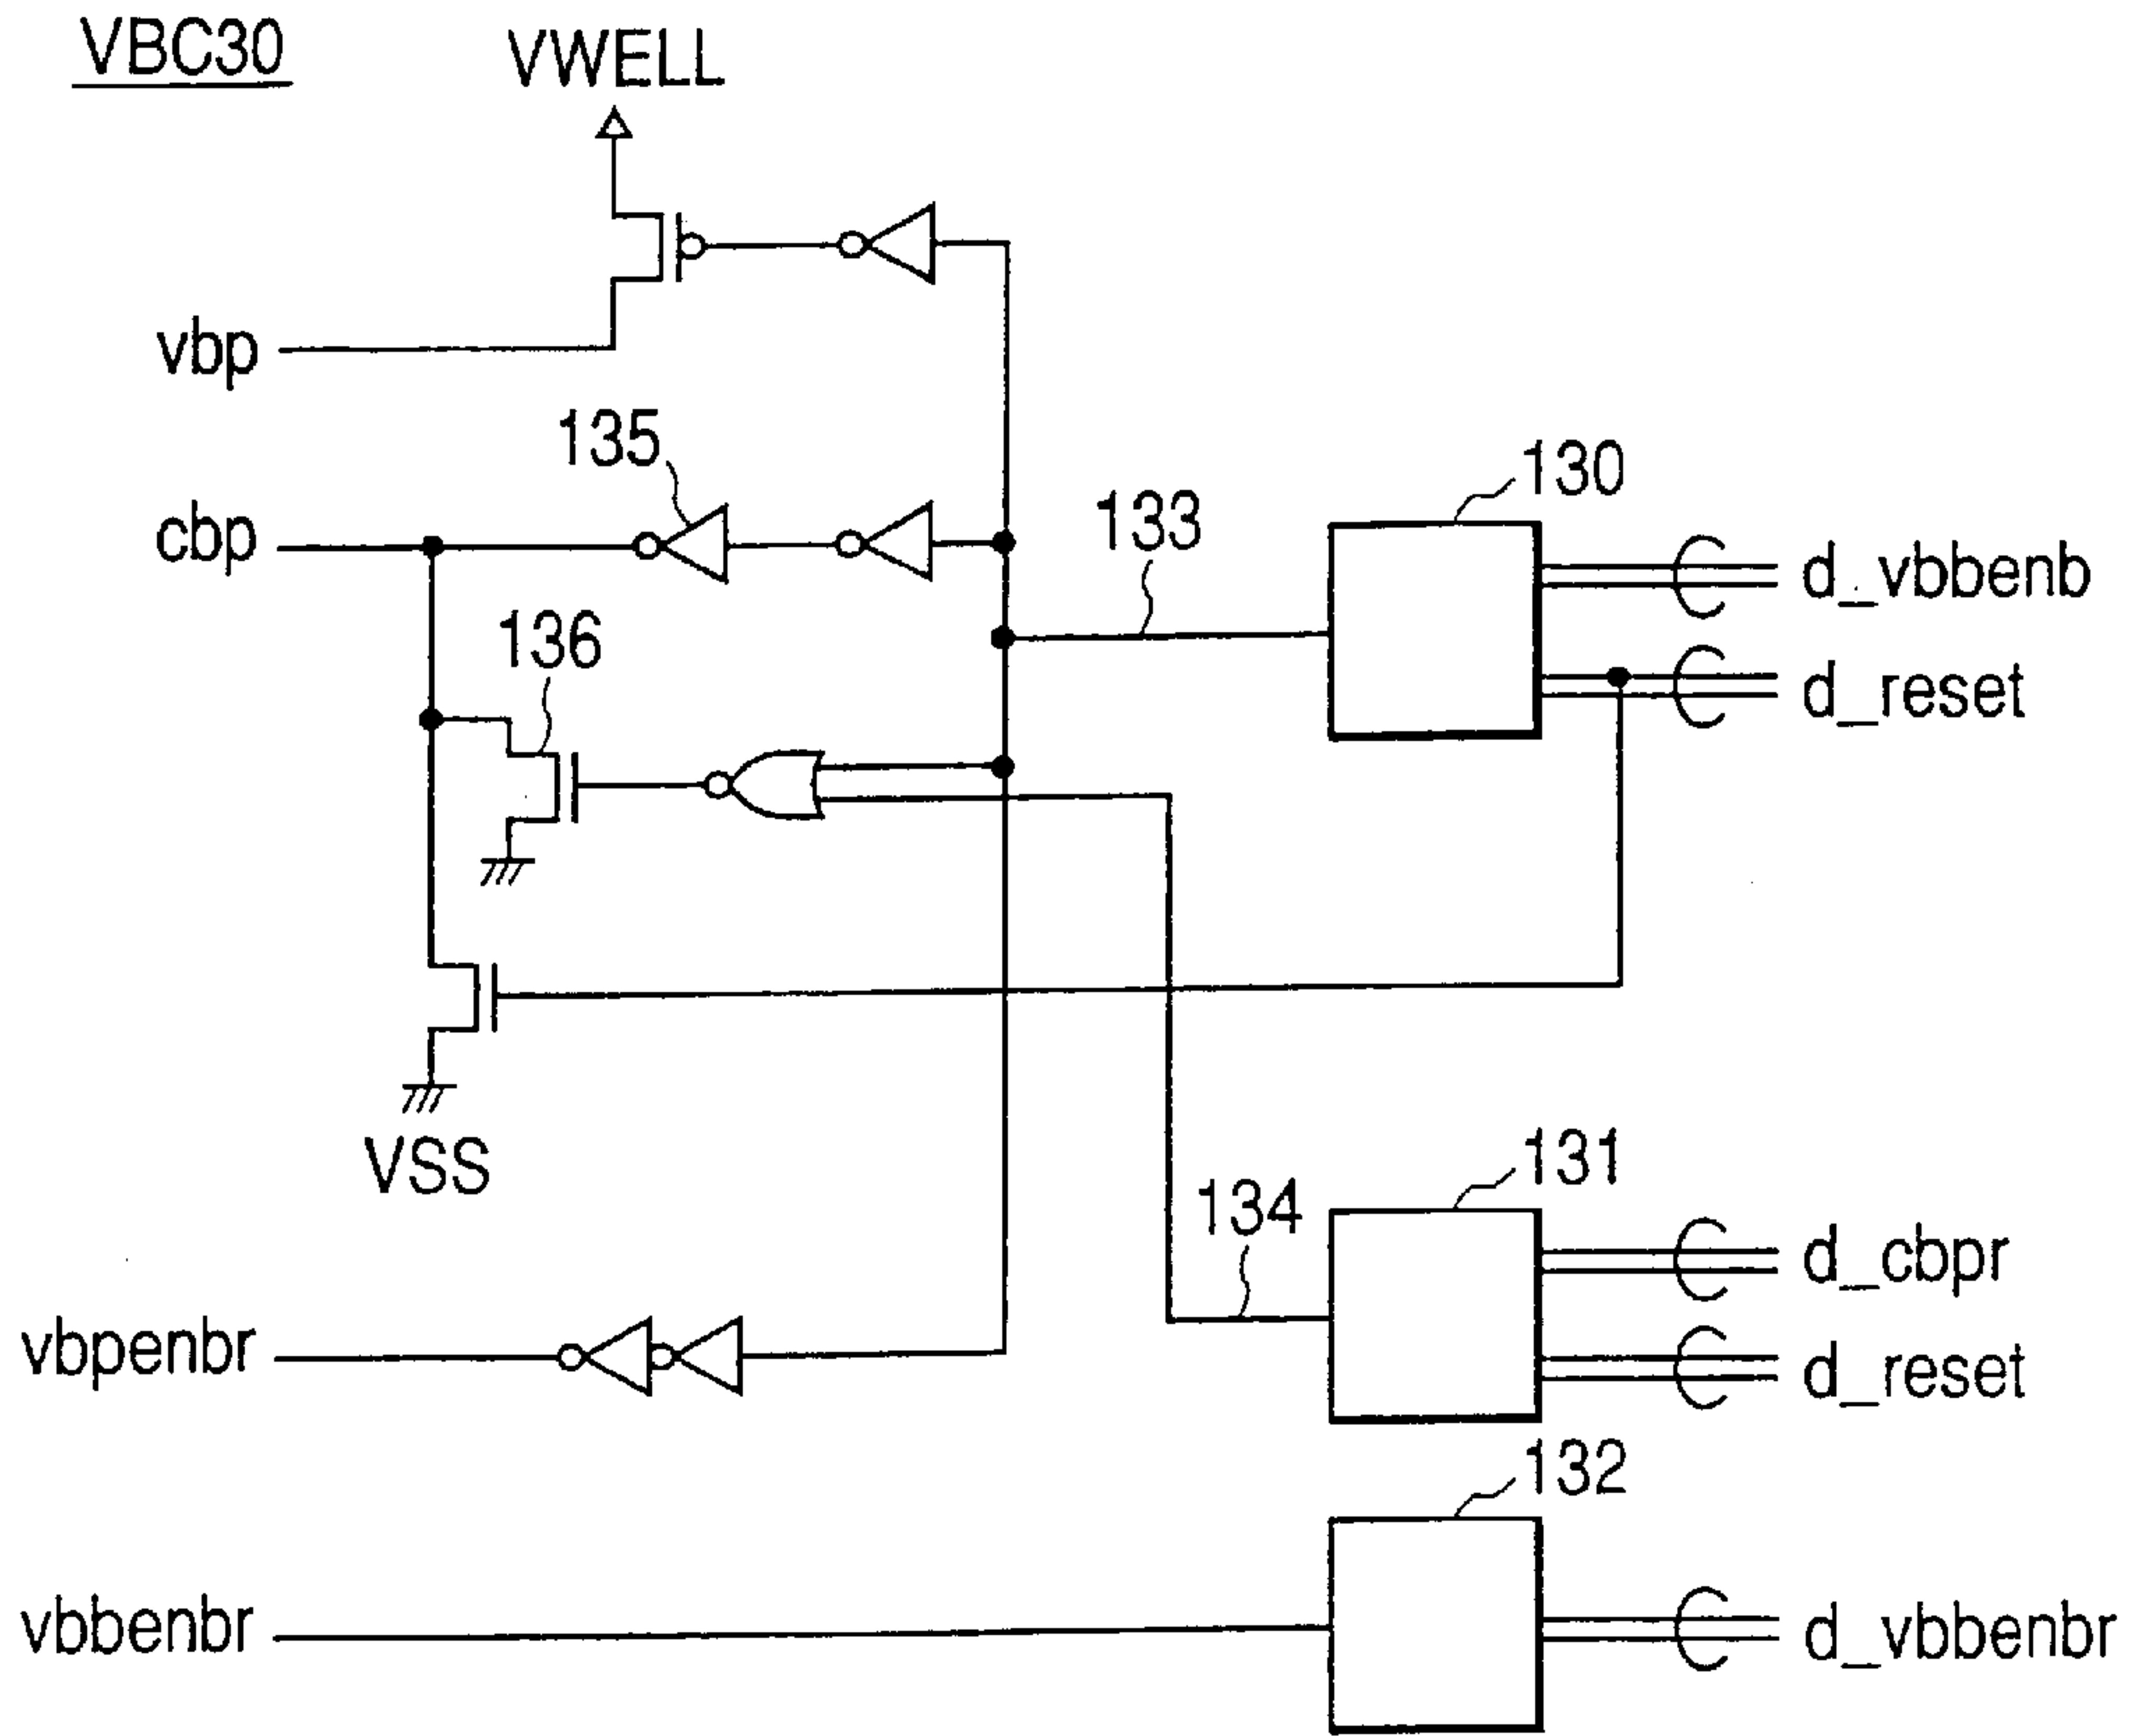 VBC30
VWELL
vbp
135
130
cbp
133
d_vbbenb
136
d_reset
VSS
131
134
d_cbpr
vbpenbr
d_reset
132
vbbenbr
d_vbbenbr